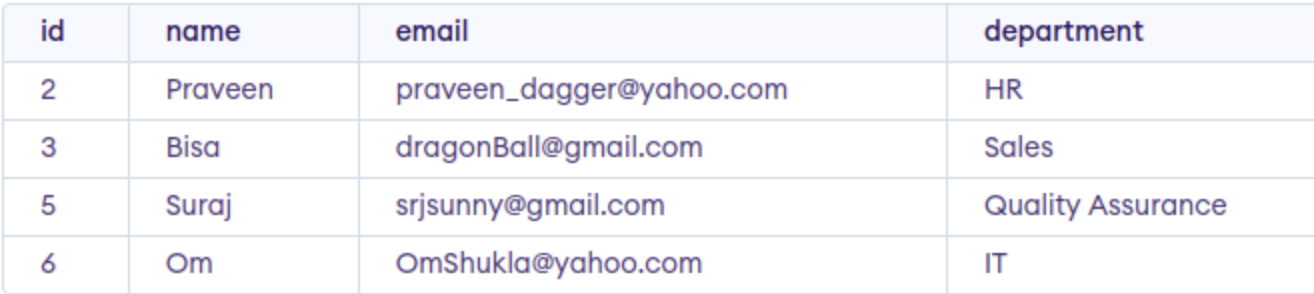 id name email department
2 Praveen praveen_dagger@yahoo.com HR
3 Bisa dragonBall@gmail.com Sales
5 Suraj srjsunny@gmail.com Quality Assurance
6 Om OmShukla@yahoo.com IT